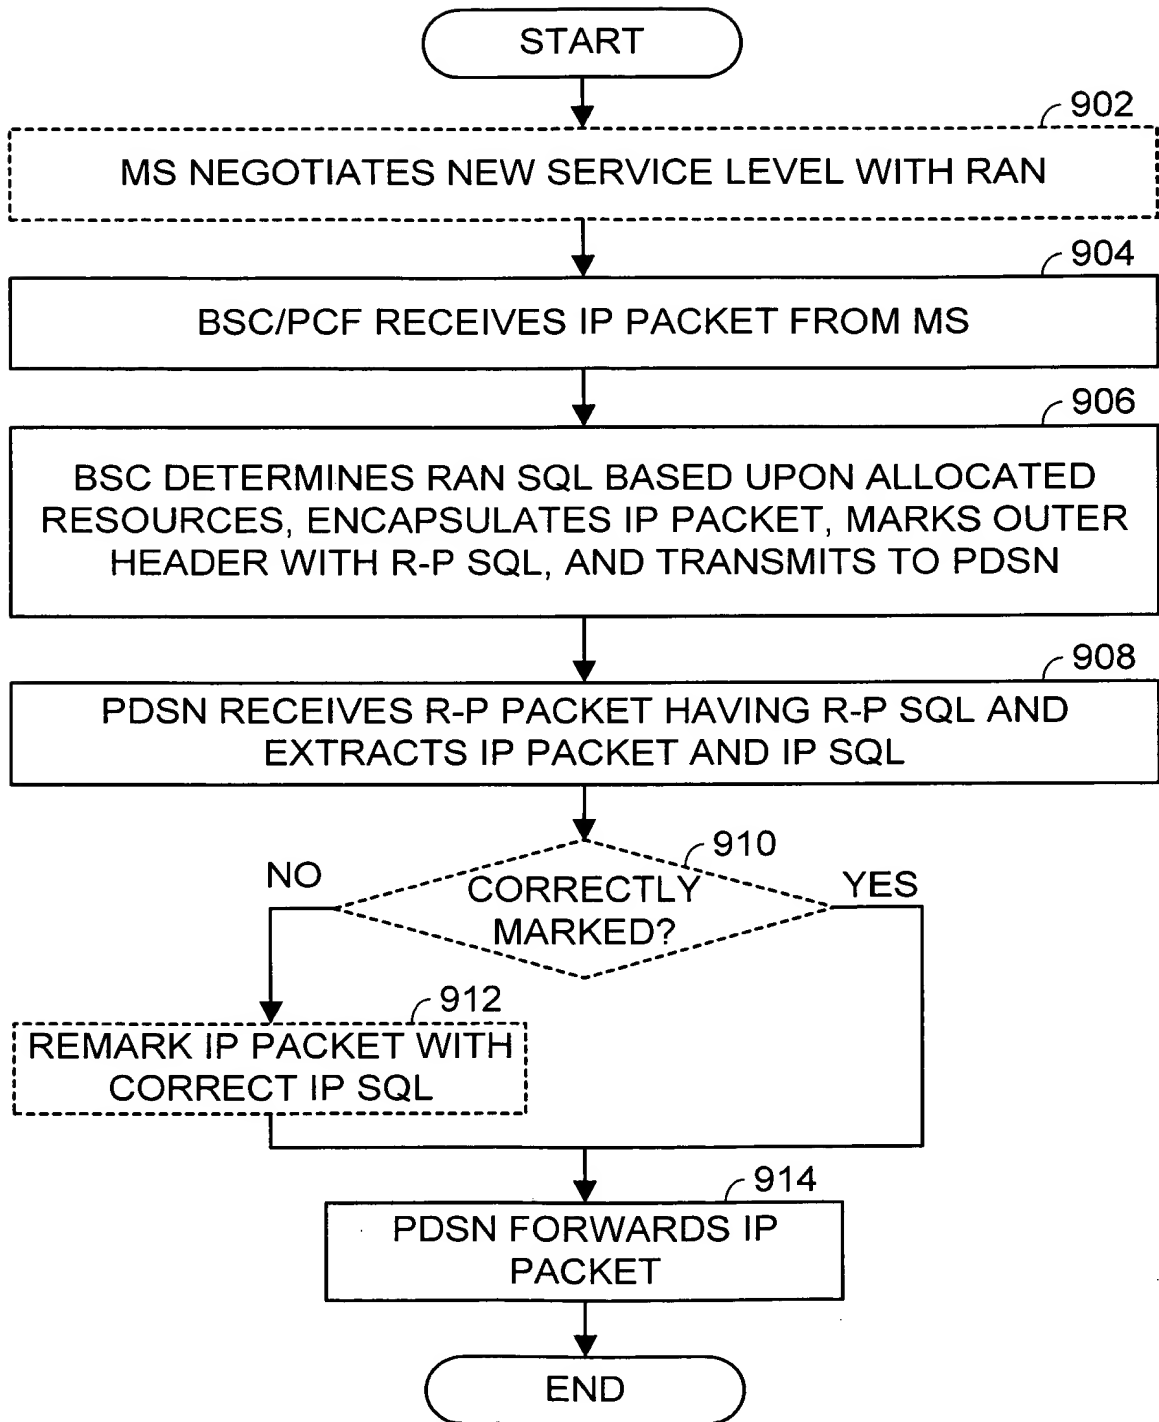 START
902
MS NEGOTIATES NEW SERVICE LEVEL WITH RAN
904
BSC/PCF RECEIVES IP PACKET FROM MS
906
BSC DETERMINES RAN SQL BASED UPON ALLOCATED
RESOURCES, ENCAPSULATES IP PACKET, MARKS OUTER
HEADER WITH R-P SQL, AND TRANSMITS TO PDSN
908
PDSN RECEIVES R-P PACKET HAVING R-P SQL AND
EXTRACTS IP PACKET AND IP SQL
910
NO
CORRECTLY
MARKED?
YES
912
REMARK IP PACKET WITH
CORRECT IP SQL
914
PDSN FORWARDS IP
PACKET
END